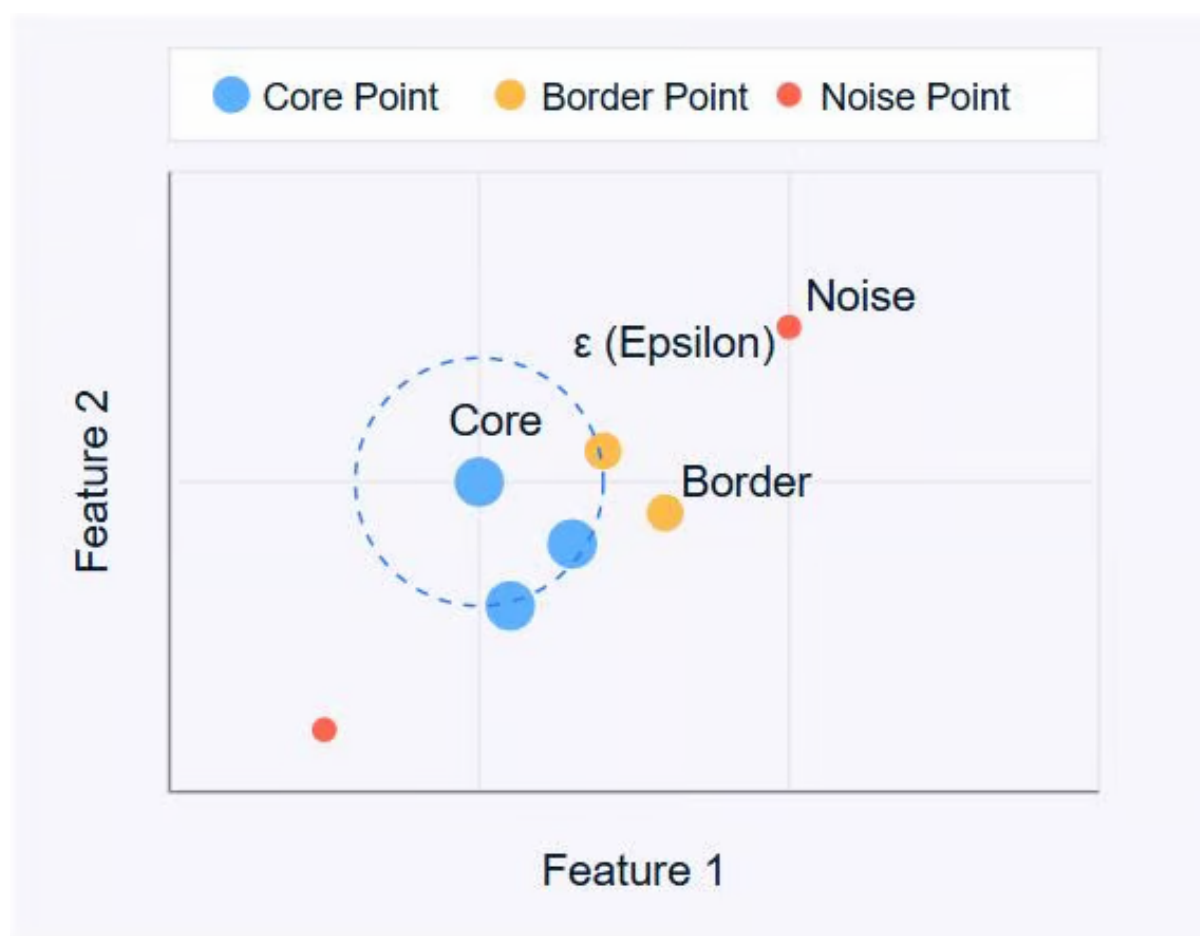 Core Point Border Point Noise Point
Noise
ε (Epsilon)
Core
Border
Feature 2
Feature 1